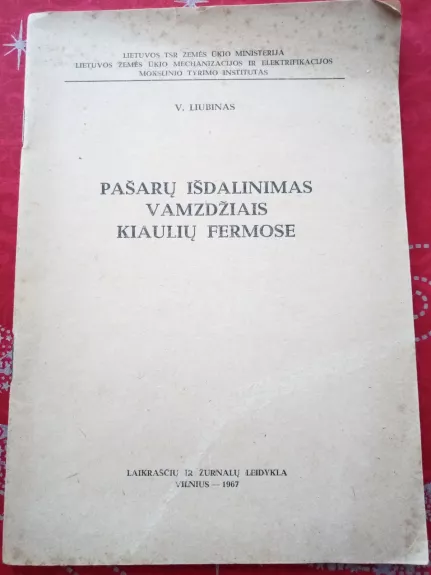 LIETUVOS TSR ŽEMĖS ŪKIO MINISTERIJA
LIETUVOS ŽEMĖS ŪKIO MECHANIZACIJOS IR ELEKTRIFIKACIJOS
MOKSLINIO TYRIMO INSTITUTAS
V. LIUBINAS
PAŠARŲ IŠDALINIMAS
VAMZDŽIAIS
KIAULIŲ FERMOSE
LAIKRAŠČIŲ IR ŽURNALŲ LEIDYKLA
VILNIUS — 1967